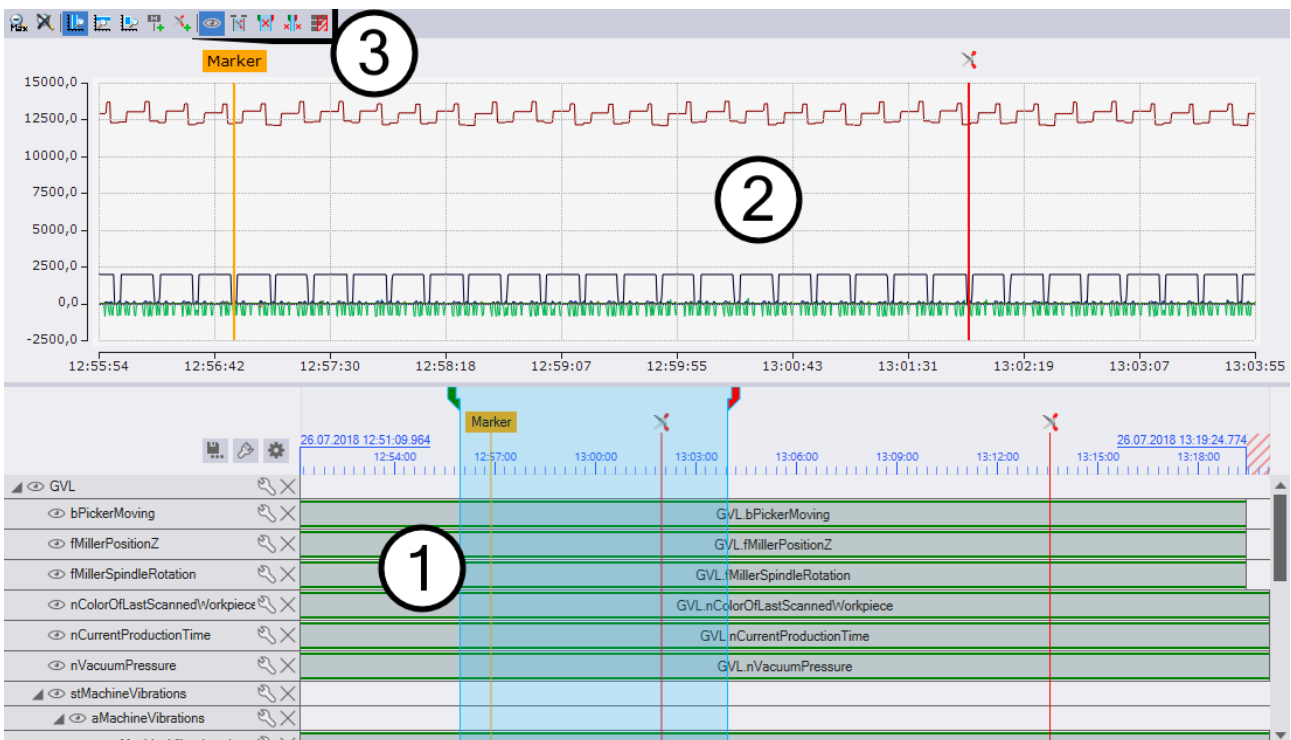 Max
3
Marker
15000,0
12500,0
10000,0
7500,0
2
5000,0
2500,0
0,0
-2500,0
12:55:54 12:56:42 12:57:30 12:58:18 12:59:07 12:59:55 13:00:43 13:01:31 13:02:19 13:03:07 13:03:55
Marker
26.07.2018 12:51:09.964 26.07.2018 13:19:24.774
12:54:00 12:57:00 13:00:00 13:03:00 13:06:00 13:09:00 13:12:00 13:15:00 13:18:00
GVL
bPickerMoving GVL.bPickerMoving
fMillerPositionZ GVL.fMillerPositionZ
1
fMillerSpindleRotation GVL.fMillerSpindleRotation
nColorOfLastScannedWorkpiece GVL.nColorOfLastScannedWorkpiece
nCurrentProductionTime GVL.nCurrentProductionTime
nVacuumPressure GVL.nVacuumPressure
stMachineVibrations
aMachineVibrations